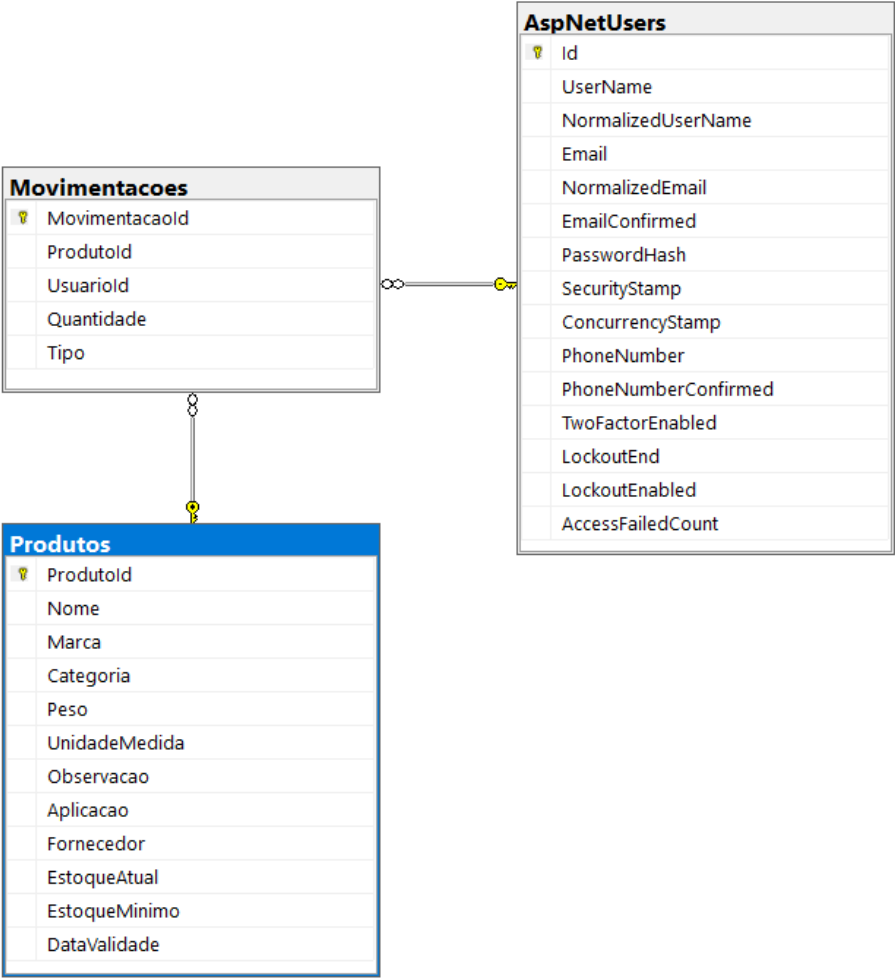 AspNetUsers
Id
UserName
NormalizedUserName
Email
NormalizedEmail
EmailConfirmed
PasswordHash
SecurityStamp
ConcurrencyStamp
PhoneNumber
PhoneNumberConfirmed
TwoFactorEnabled
LockoutEnd
LockoutEnabled
AccessFailedCount
Movimentacoes
MovimentacaoId
ProdutoId
UsuarioId
Quantidade
Tipo
Produtos
ProdutoId
Nome
Marca
Categoria
Peso
UnidadeMedida
Observacao
Aplicacao
Fornecedor
EstoqueAtual
EstoqueMinimo
DataValidade